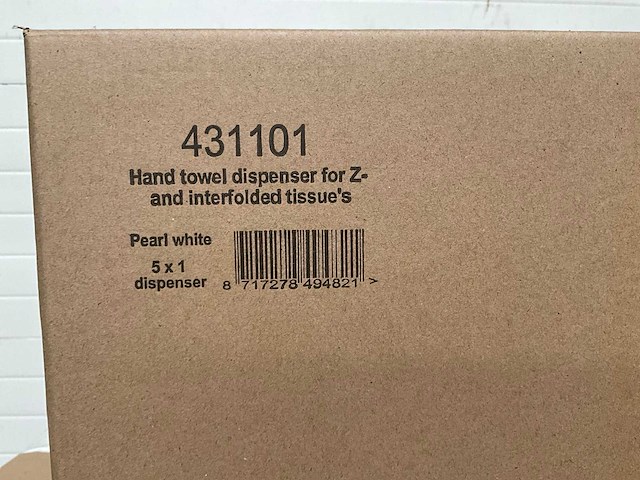 431101
Hand towel dispenser for Z-
and interfolded tissue's
Pearl white
5 x 1
dispenser
8 717278 494821 >